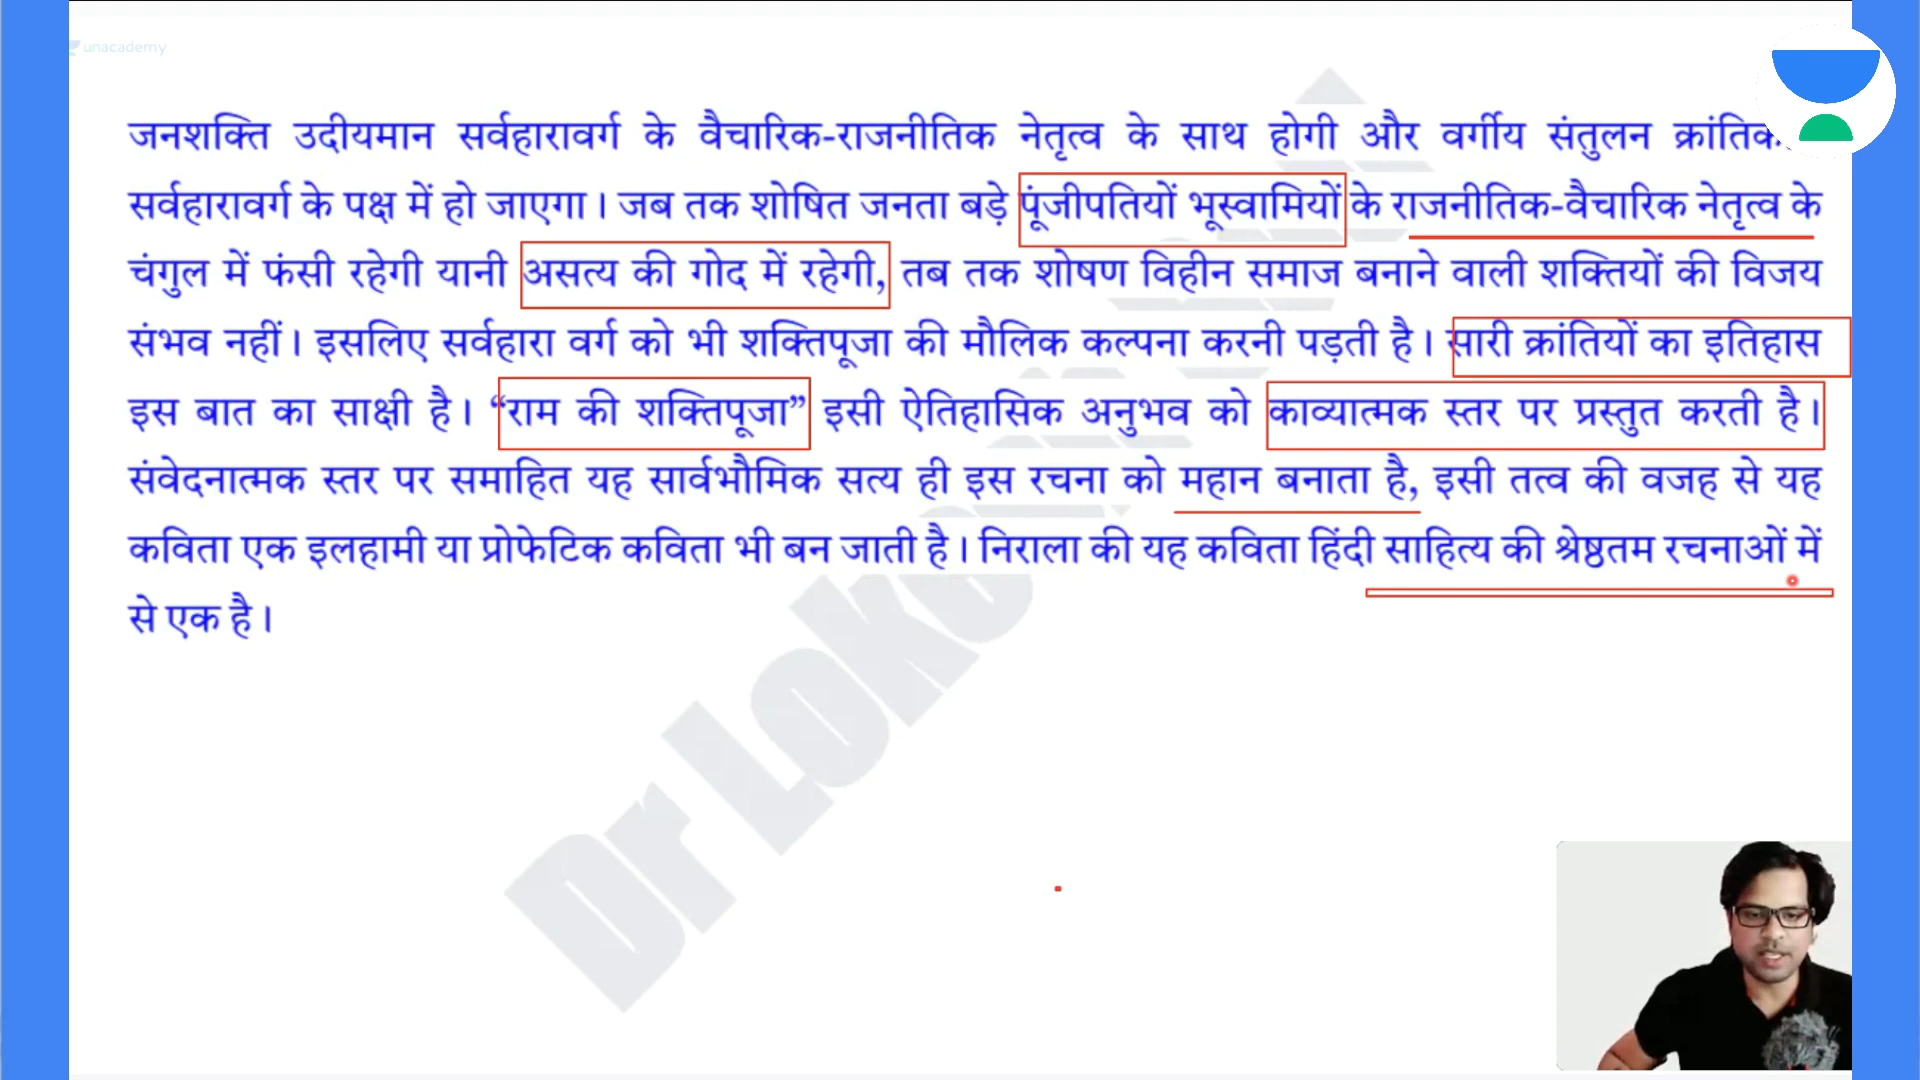 unacademy
जनशक्ति उदीयमान सर्वहारावर्ग के वैचारिक-राजनीतिक नेतृत्व के साथ होगी और वर्गीय संतुलन
सर्वहारावर्ग के पक्ष में हो जाएगा। जब तक शोषित जनता बड़े पूंजीपतियों भूस्वामियों के राजनीतिक-वैचारिक नेतृत्व के
चंगुल में फंसी रहेगी यानी असत्य की गोद में रहेगी, तब तक शोषण विहीन समाज बनाने वाली शक्तियों की विजय
संभव नहीं। इसलिए सर्वहारा वर्ग को भी शक्तिपूजा की मौलिक कल्पना करनी पड़ती है। सारी क्रांतियों का इतिहास
इस बात का साक्षी है। “राम की शक्तिपूजा” इसी ऐतिहासिक अनुभव को काव्यात्मक स्तर पर प्रस्तुत करती है।
संवेदनात्मक स्तर पर समाहित यह सार्वभौमिक सत्य ही इस रचना को महान बनाता है, इसी तत्व की वजह से यह
कविता एक इलहामी या प्रोफेटिक कविता भी बन जाती है। निराला की यह कविता हिंदी साहित्य की श्रेष्ठतम रचनाओं में
से एक है।
Dr